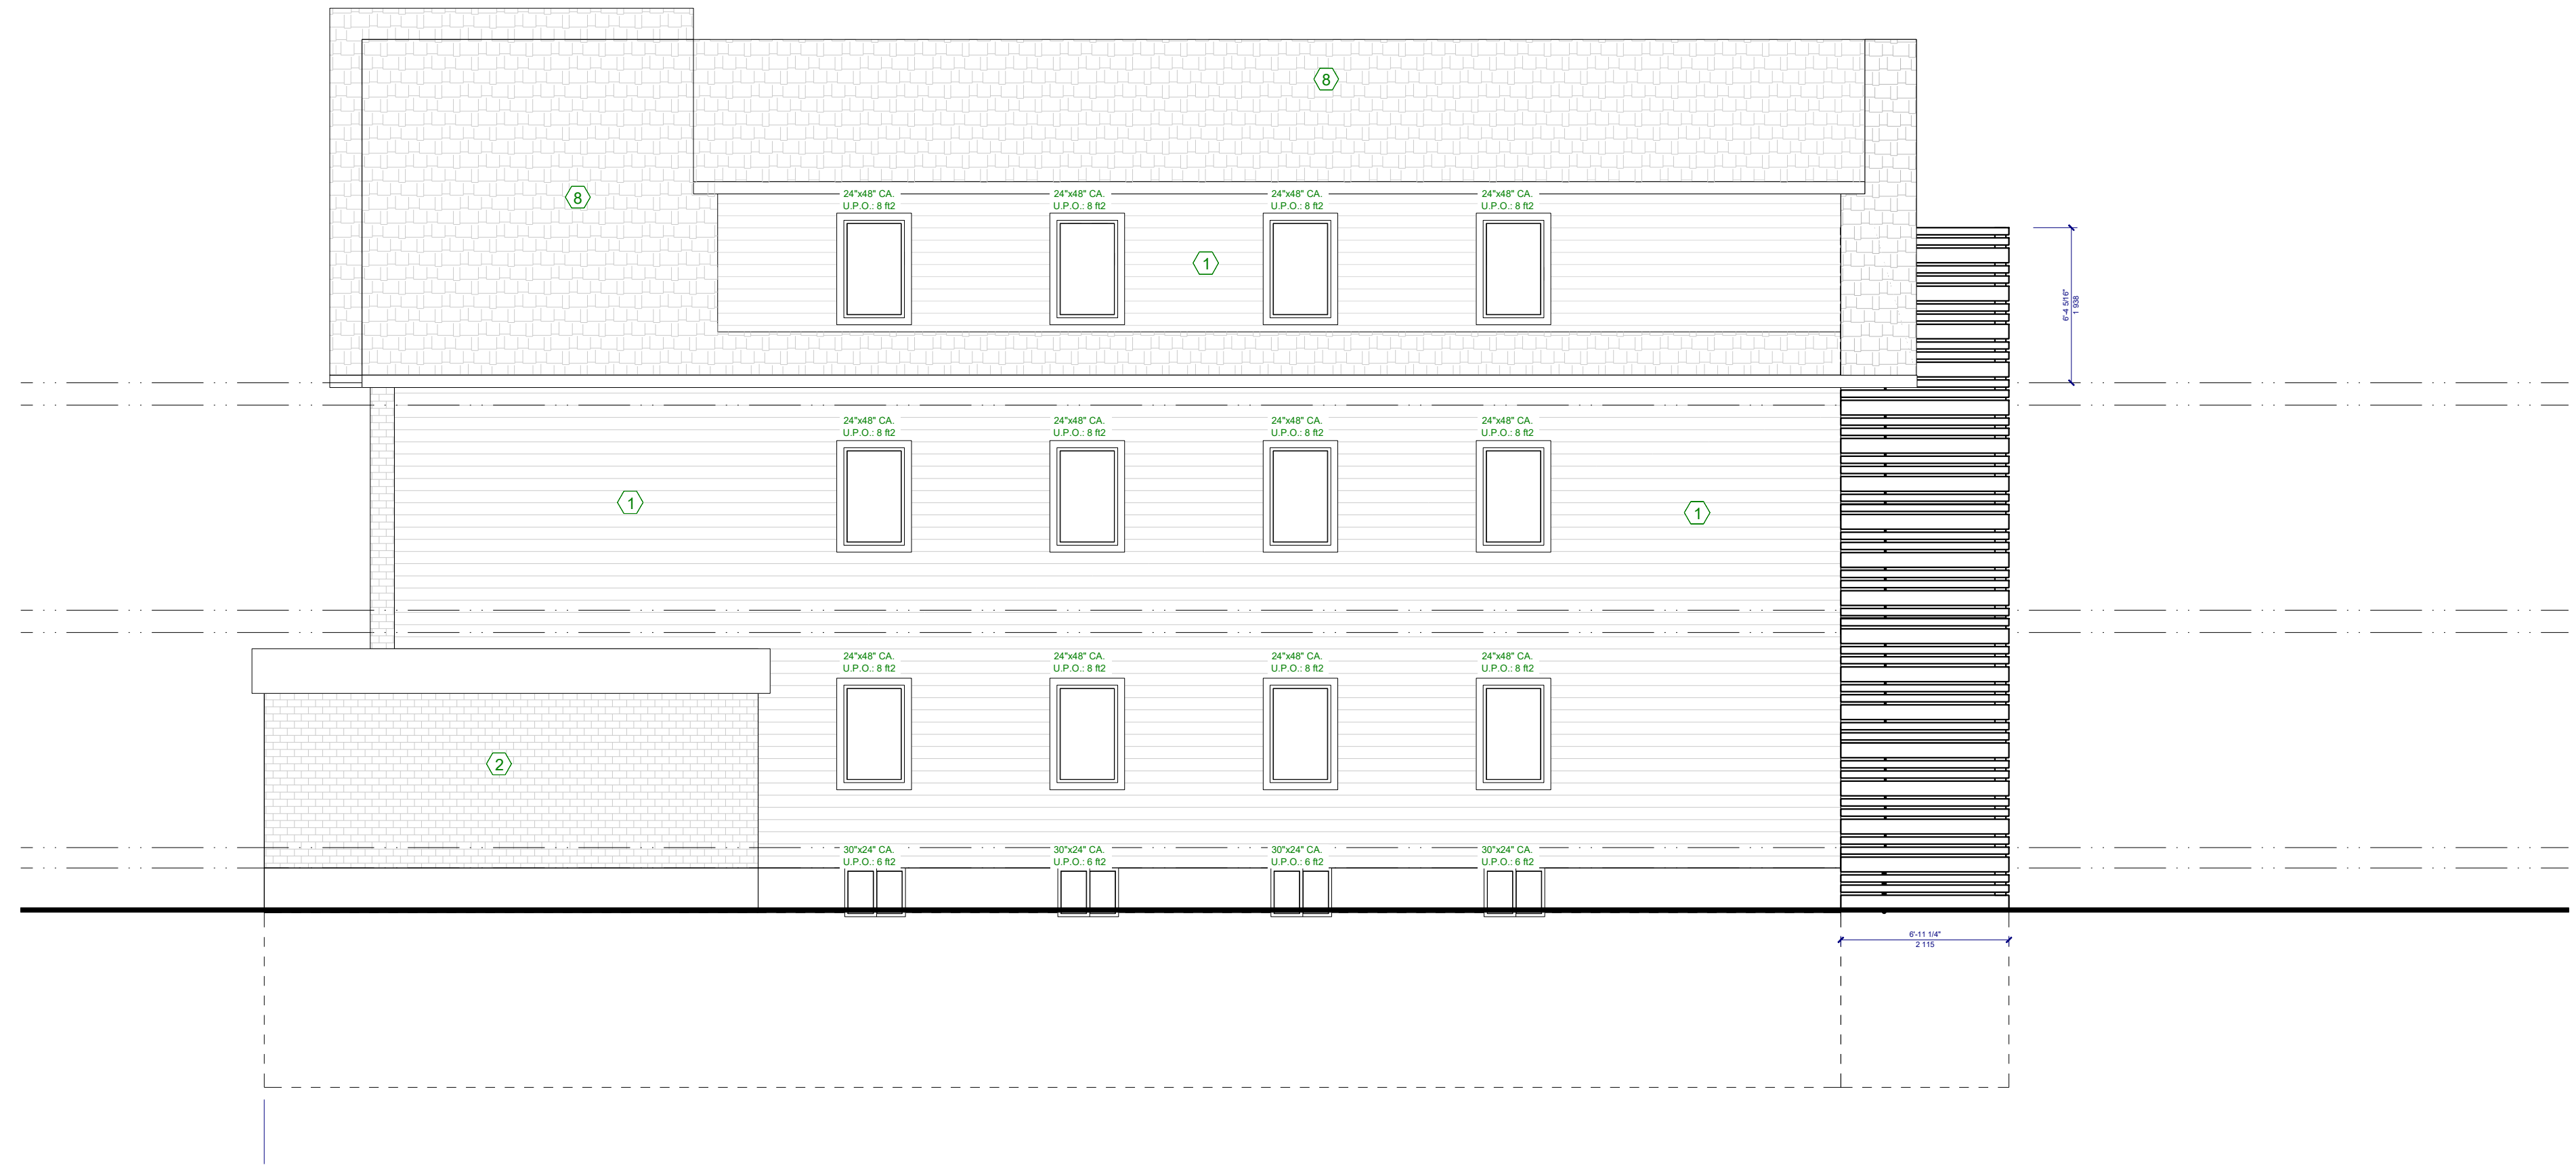 8
8
24"x48" CA.
U.P.O.: 8 ft2
24"x48" CA.
U.P.O.: 8 ft2
24"x48" CA.
U.P.O.: 8 ft2
24"x48" CA.
U.P.O.: 8 ft2
1
6'-4 5/16"
1 938
24"x48" CA.
U.P.O.: 8 ft2
24"x48" CA.
U.P.O.: 8 ft2
24"x48" CA.
U.P.O.: 8 ft2
24"x48" CA.
U.P.O.: 8 ft2
1
1
24"x48" CA.
U.P.O.: 8 ft2
24"x48" CA.
U.P.O.: 8 ft2
24"x48" CA.
U.P.O.: 8 ft2
24"x48" CA.
U.P.O.: 8 ft2
2
30"x24" CA.
U.P.O.: 6 ft2
30"x24" CA.
U.P.O.: 6 ft2
30"x24" CA.
U.P.O.: 6 ft2
30"x24" CA.
U.P.O.: 6 ft2
6'-11 1/4"
2 115